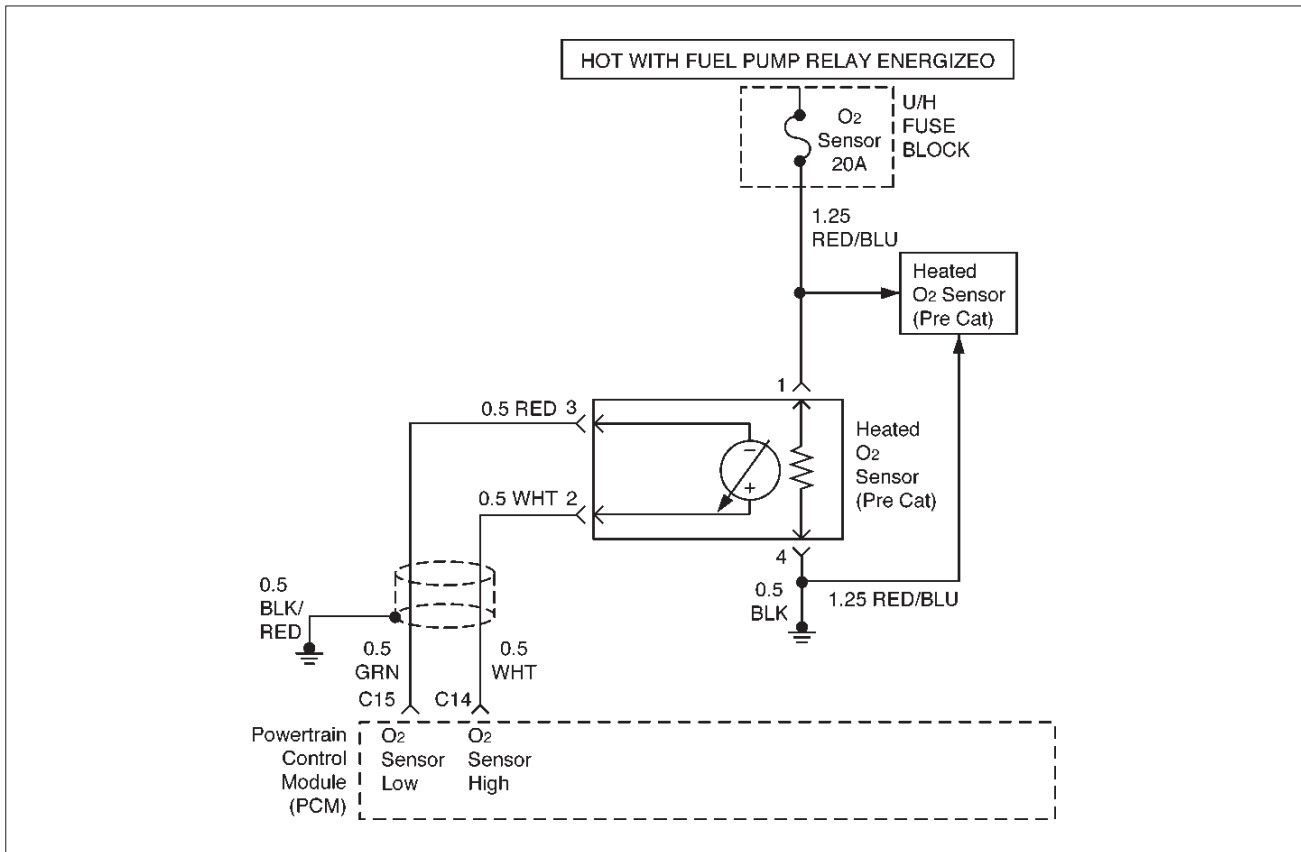 HOT WITH FUEL PUMP RELAY ENERGIZEO
O2
Sensor
20A
U/H
FUSE
BLOCK
1.25
RED/BLU
Heated
O2 Sensor
(Pre Cat)
1
0.5 RED 3
0.5 WHT 2
−
+
Heated
O2
Sensor
(Pre Cat)
4
0.5
BLK
1.25 RED/BLU
0.5
BLK/
RED
0.5
GRN
0.5
WHT
C15
C14
Powertrain
Control
Module
(PCM)
O2
Sensor
Low
O2
Sensor
High